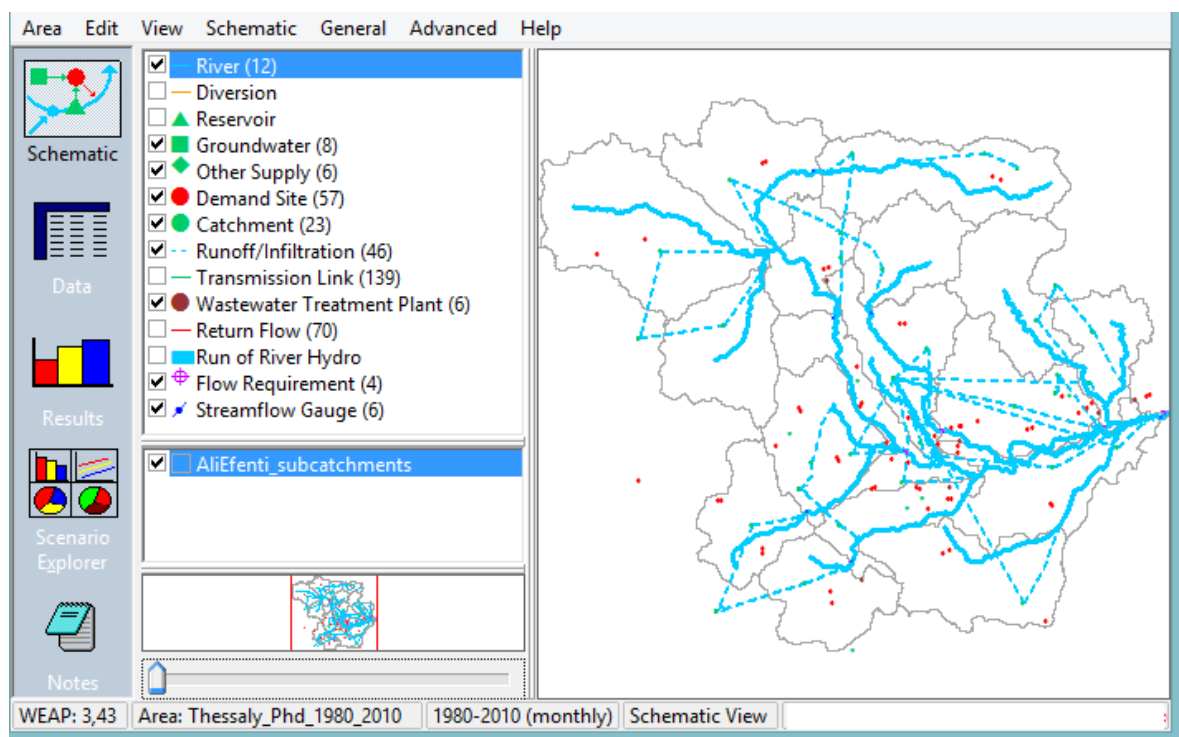 Area Edit View Schematic General Advanced Help
Schematic
Data
Results
Scenario
Explorer
Notes
River (12)
Diversion
Reservoir
Groundwater (8)
Other Supply (6)
Demand Site (57)
Catchment (23)
Runoff/Infiltration (46)
Transmission Link (139)
Wastewater Treatment Plant (6)
Return Flow (70)
Run of River Hydro
Flow Requirement (4)
Streamflow Gauge (6)
AliEfenti_subcatchments
WEAP: 3,43 Area: Thessaly_Phd_1980_2010 1980-2010 (monthly) Schematic View